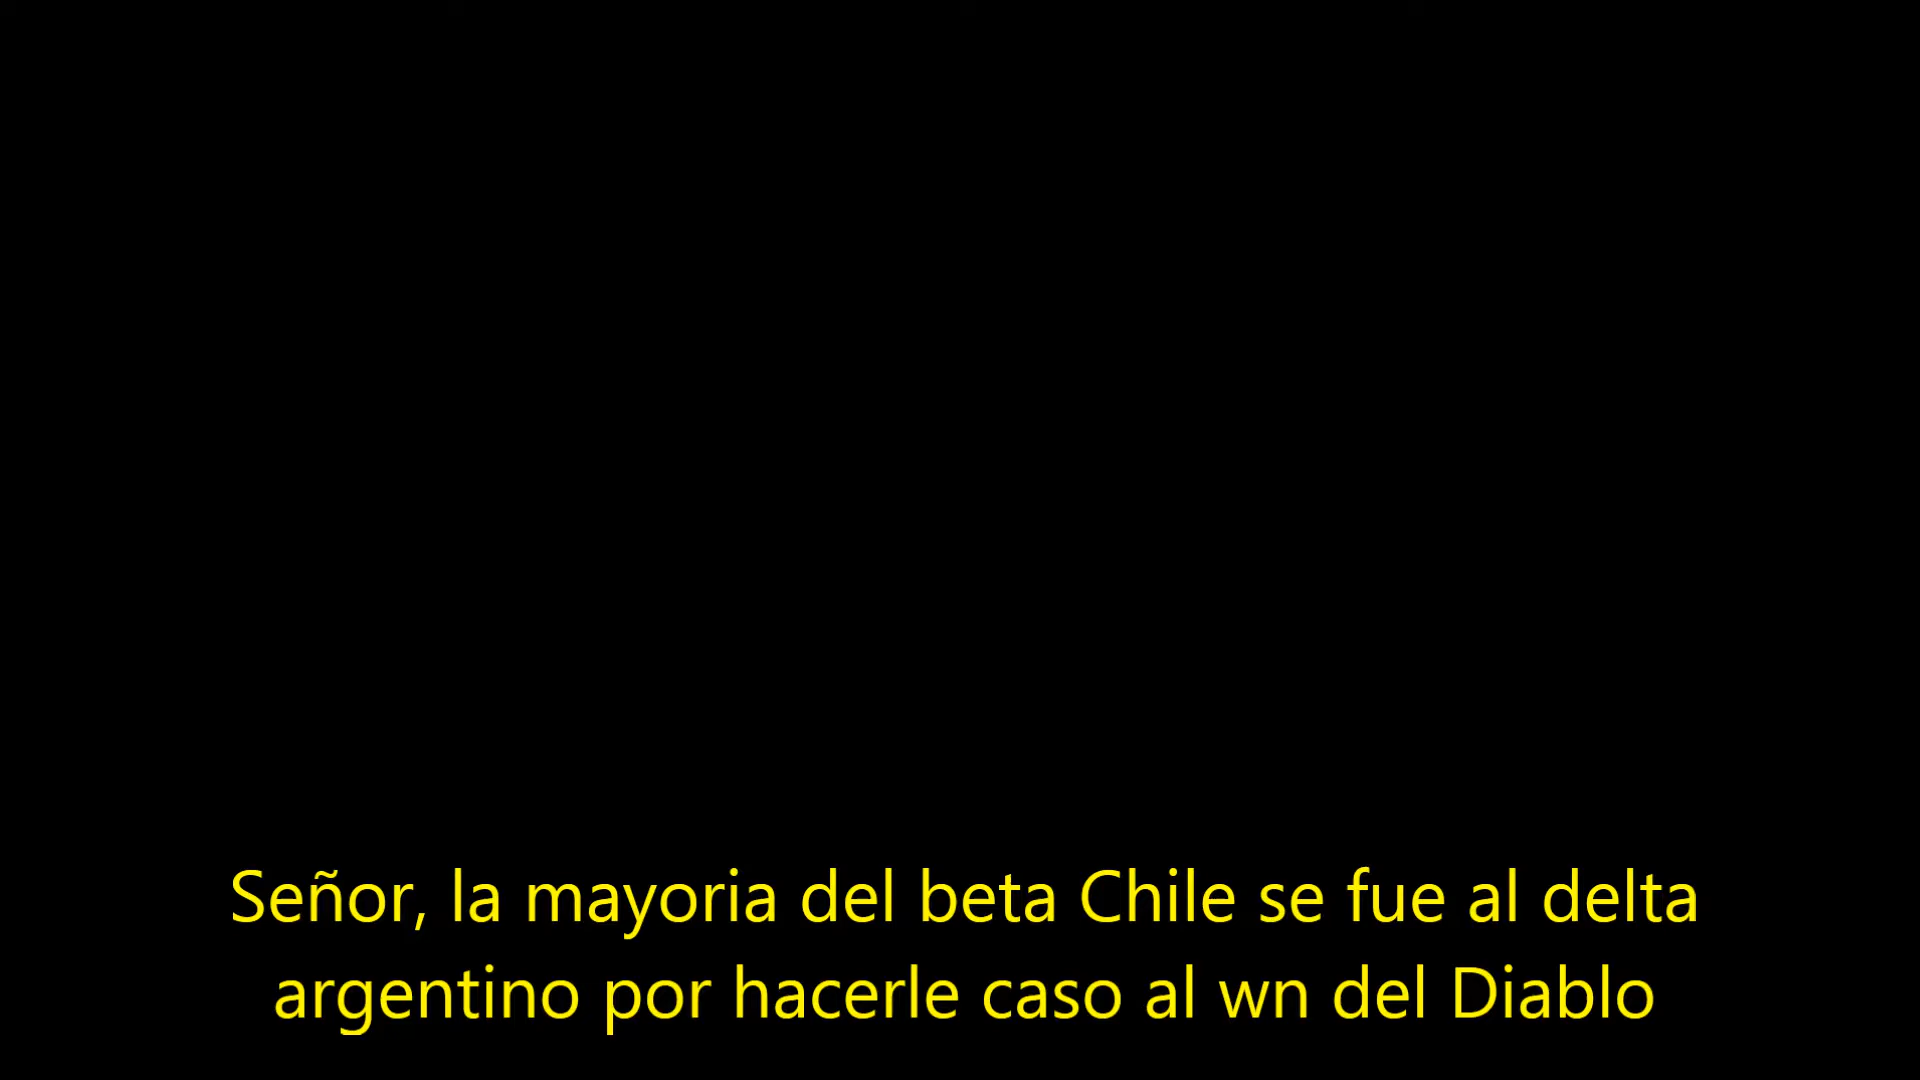 Señor, la mayoria del beta Chile se fue al delta
argentino por hacerle caso al wn del Diablo